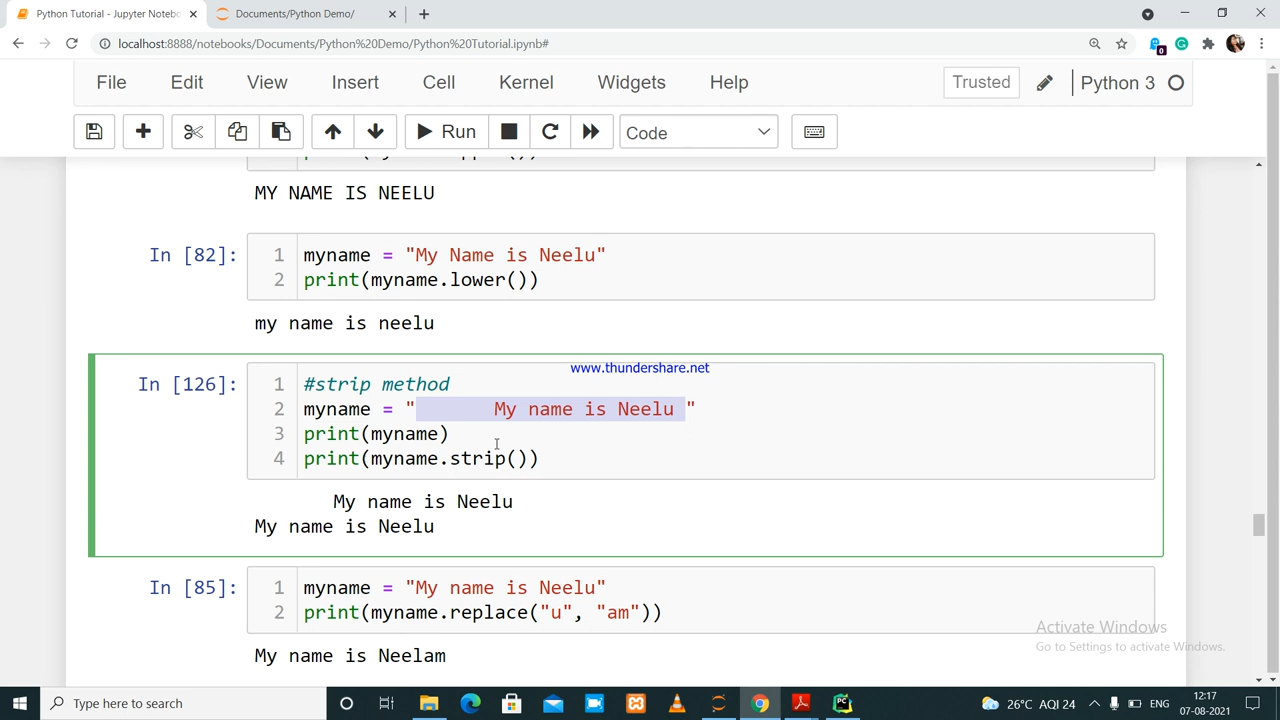 Python Tutorial - Jupyter Notebo
Documents/Python Demo/
localhost:8888/notebooks/Documents/Python%20Demo/Python%20Tutorial.ipynb#
0
File Edit View Insert Cell Kernel Widgets Help Trusted Python 3
Run Code
MY NAME IS NEELU
In [82]: 1 myname = "My Name is Neelu"
2 print(myname.lower())
my name is neelu
www.thundershare.net
In [126]: 1 #strip method
2 myname = "       My name is Neelu "
3 print(myname)
4 print(myname.strip())
       My name is Neelu
My name is Neelu
In [85]: 1 myname = "My name is Neelu"
2 print(myname.replace("u", "am"))
My name is Neelam
Activate Windows
Go to Settings to activate Windows.
Type here to search
26°C AQI 24
ENG
12:17
07-08-2021